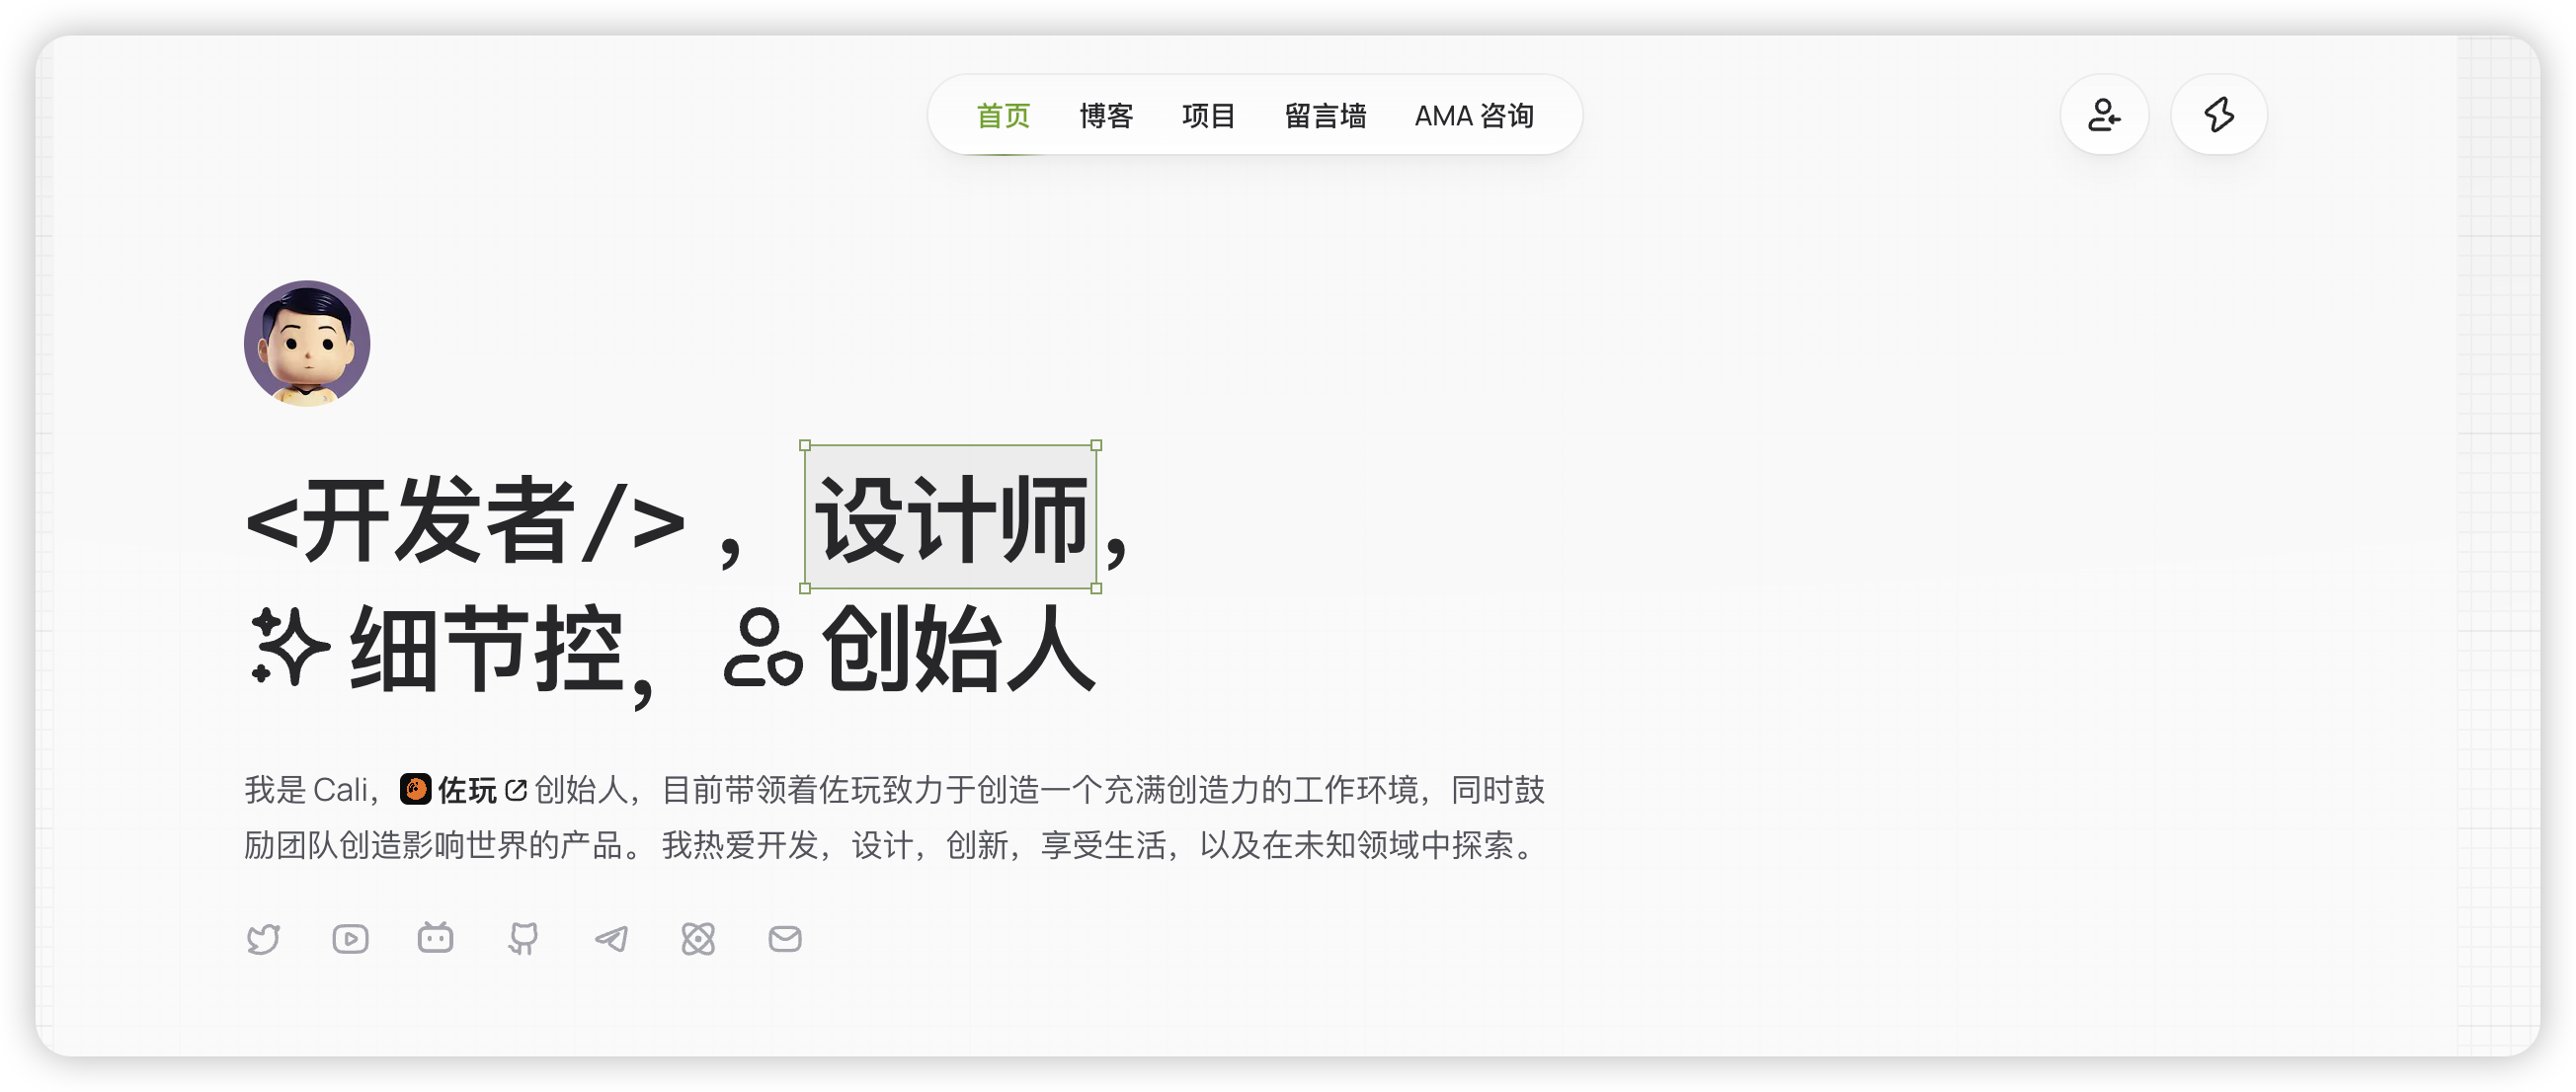 首页 博客 项目 留言墙 AMA 咨询
<开发者/>，设计师，
细节控，创始人
我是 Cali，佐玩 创始人，目前带领着佐玩致力于创造一个充满创造力的工作环境，同时鼓
励团队创造影响世界的产品。 我热爱开发，设计，创新，享受生活，以及在未知领域中探索。